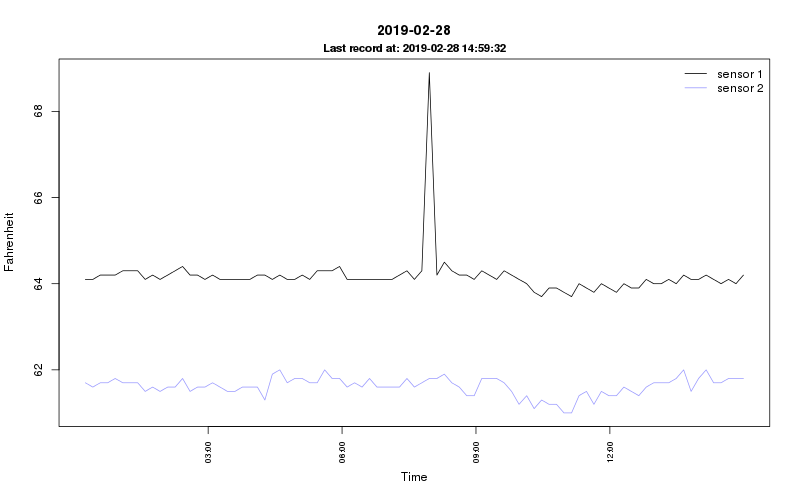 2019-02-28
Last record at: 2019-02-28 14:59:32
sensor 1
sensor 2
Fahrenheit
68
66
64
62
03:00
06:00
09:00
12:00
Time